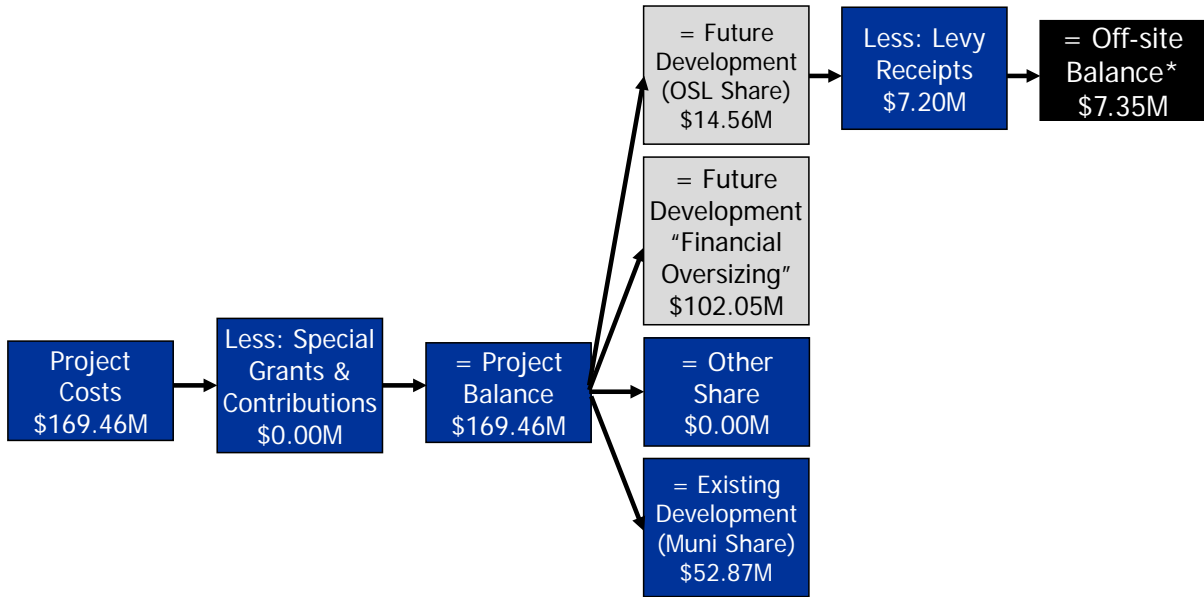 Project
Costs
$169.46M
Less: Special
Grants &
Contributions
$0.00M
= Project
Balance
$169.46M
= Future
Development
(OSL Share)
$14.56M
Less: Levy
Receipts
$7.20M
= Off-site
Balance*
$7.35M
= Future
Development
“Financial
Oversizing”
$102.05M
= Other
Share
$0.00M
= Existing
Development
(Muni Share)
$52.87M